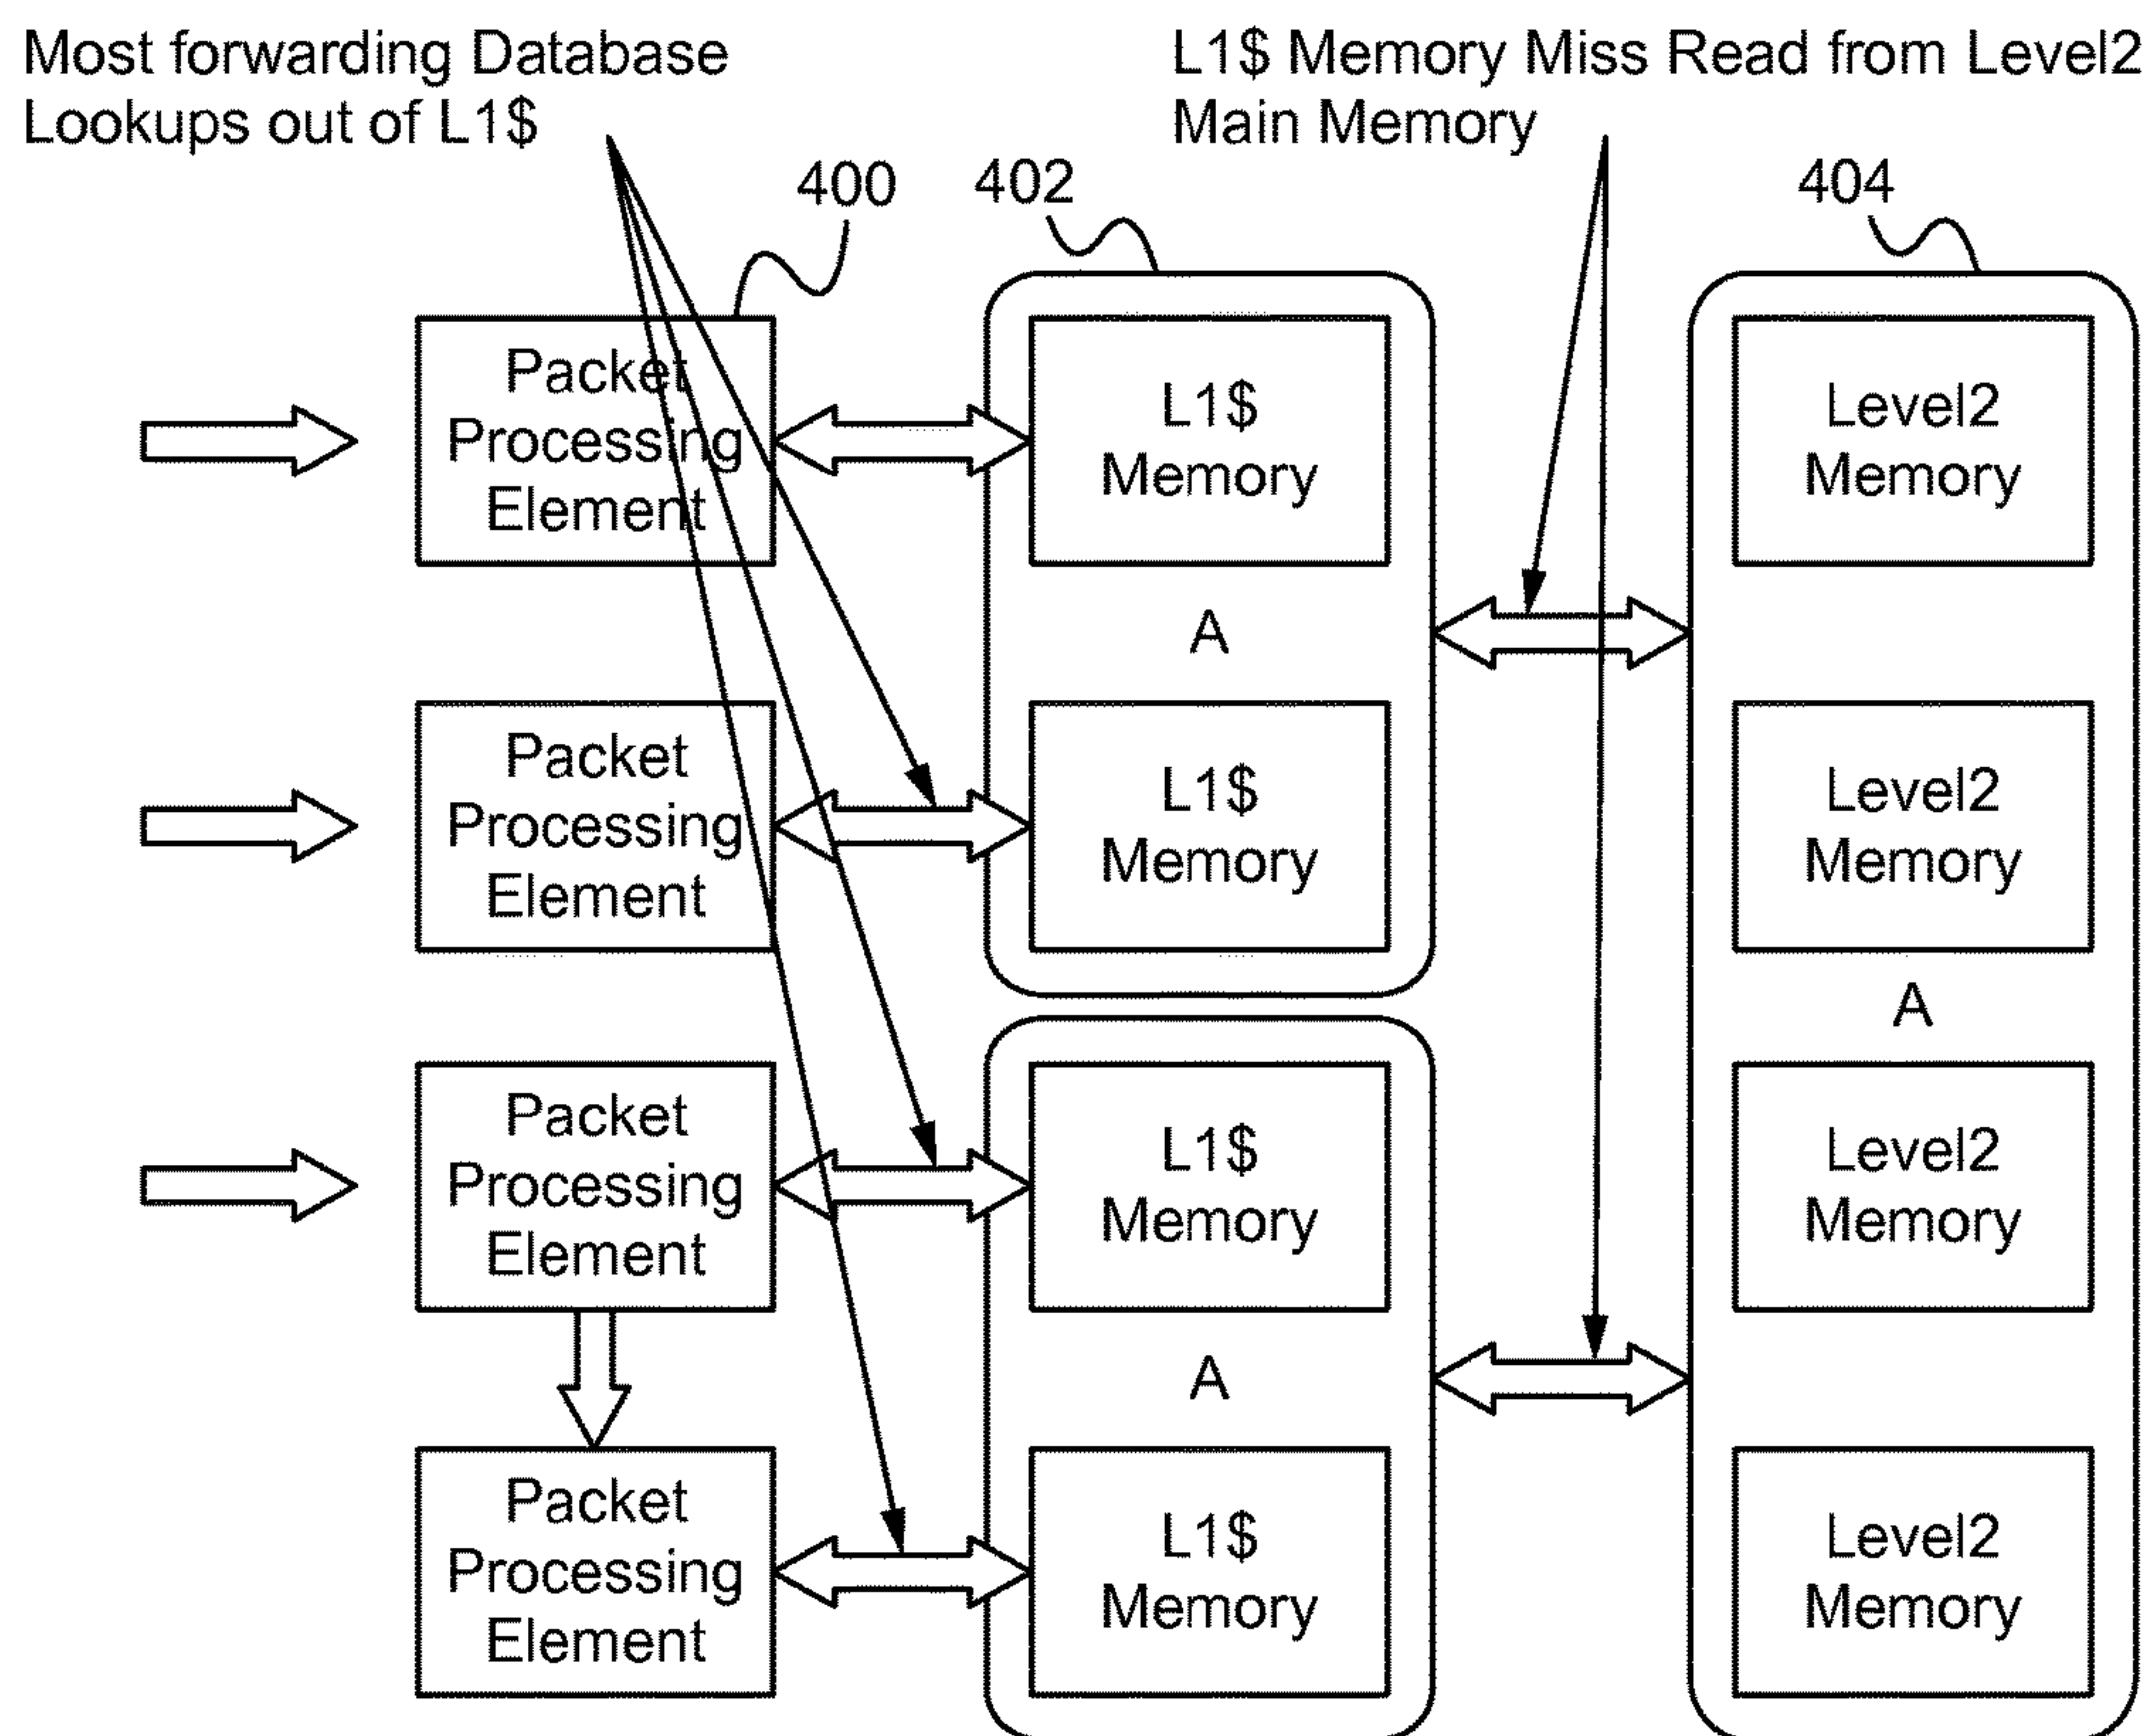 Most forwarding Database
Lookups out of L1$
L1$ Memory Miss Read from Level2
Main Memory
400
402
404
Packet
Processing
Element
L1$
Memory
Level2
Memory
A
Packet
Processing
Element
L1$
Memory
Level2
Memory
A
Packet
Processing
Element
L1$
Memory
Level2
Memory
A
Packet
Processing
Element
L1$
Memory
Level2
Memory